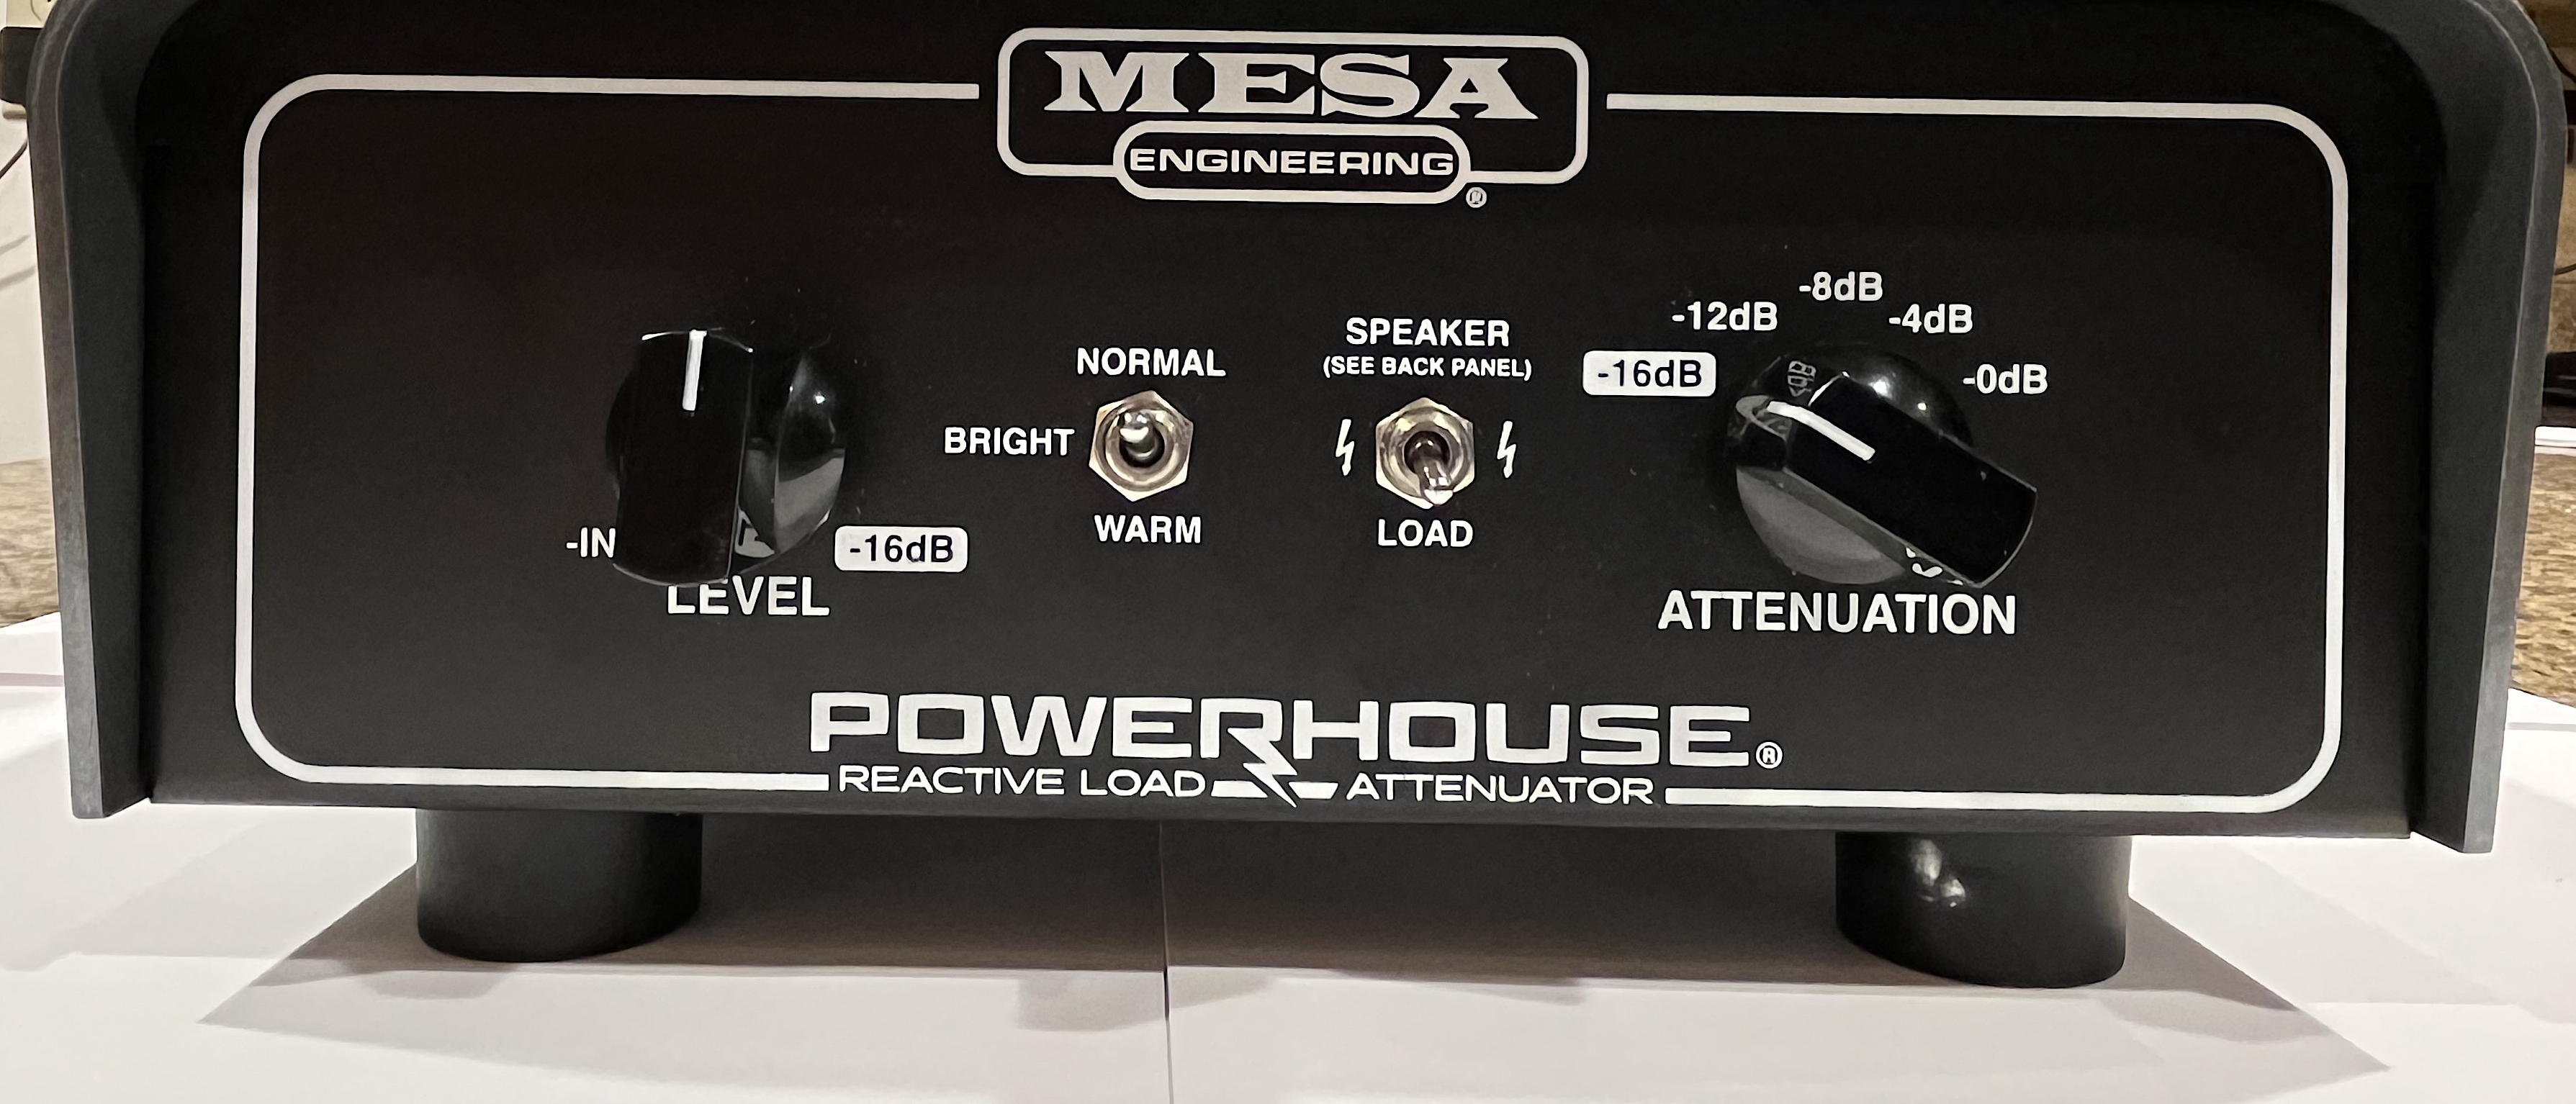 MESA
ENGINEERING®
-8dB
-12dB
-4dB
-16dB
-0dB
SPEAKER
(SEE BACK PANEL)
NORMAL
BRIGHT
WARM
LOAD
-IN
-16dB
LEVEL
ATTENUATION
POWERHOUSE®
REACTIVE LOAD ATTENUATOR